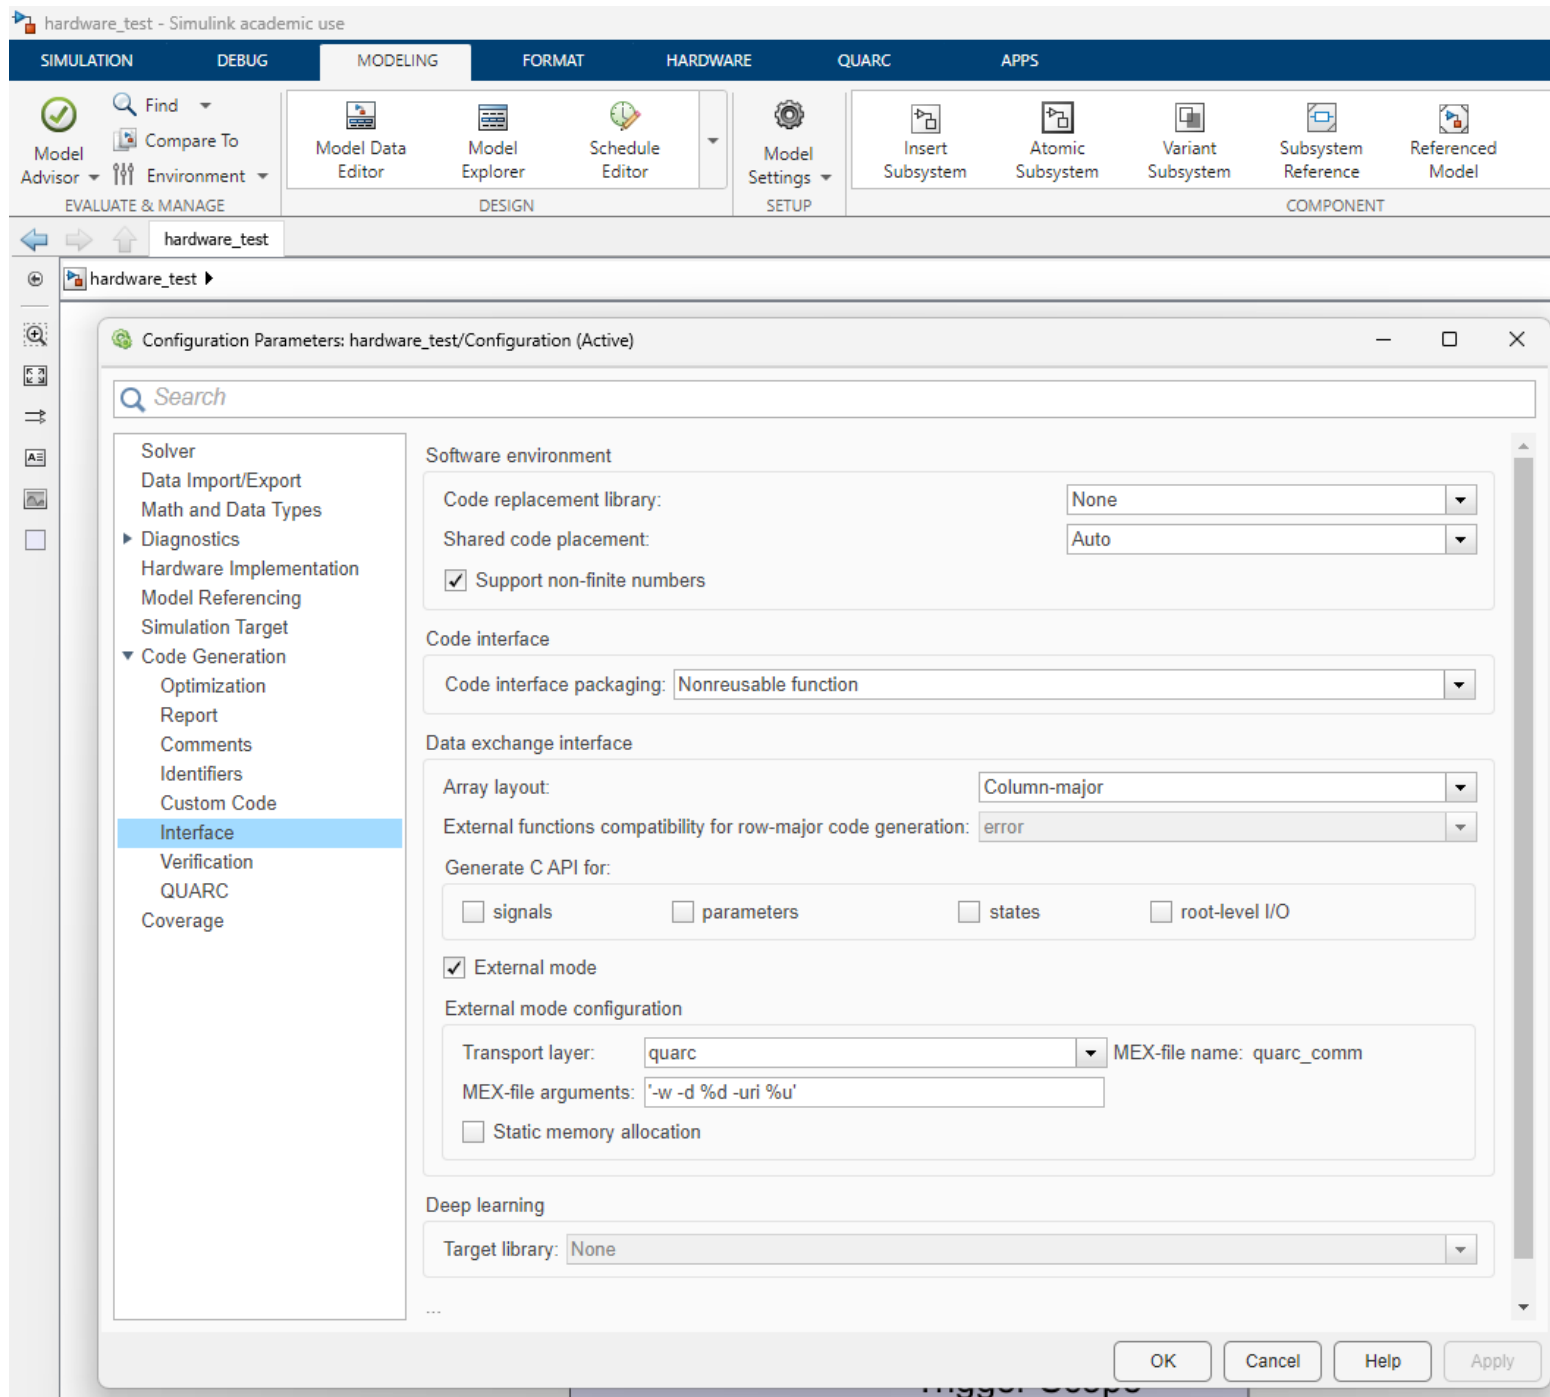 hardware_test - Simulink academic use
SIMULATION DEBUG MODELING FORMAT HARDWARE QUARC APPS
Model Advisor
Find
Compare To
Environment
Model Data Editor
Model Explorer
Schedule Editor
Model Settings
Insert Subsystem
Atomic Subsystem
Variant Subsystem
Subsystem Reference
Referenced Model
EVALUATE & MANAGE DESIGN SETUP COMPONENT
hardware_test
hardware_test
Configuration Parameters: hardware_test/Configuration (Active)
Search
Solver
Data Import/Export
Math and Data Types
Diagnostics
Hardware Implementation
Model Referencing
Simulation Target
Code Generation
Optimization
Report
Comments
Identifiers
Custom Code
Interface
Verification
QUARC
Coverage
Software environment
Code replacement library: None
Shared code placement: Auto
Support non-finite numbers
Code interface
Code interface packaging: Nonreusable function
Data exchange interface
Array layout: Column-major
External functions compatibility for row-major code generation: error
Generate C API for:
signals parameters states root-level I/O
External mode
External mode configuration
Transport layer: quarc MEX-file name: quarc_comm
MEX-file arguments: '-w -d %d -uri %u'
Static memory allocation
Deep learning
Target library: None
...
OK Cancel Help Apply
Trigger Scope